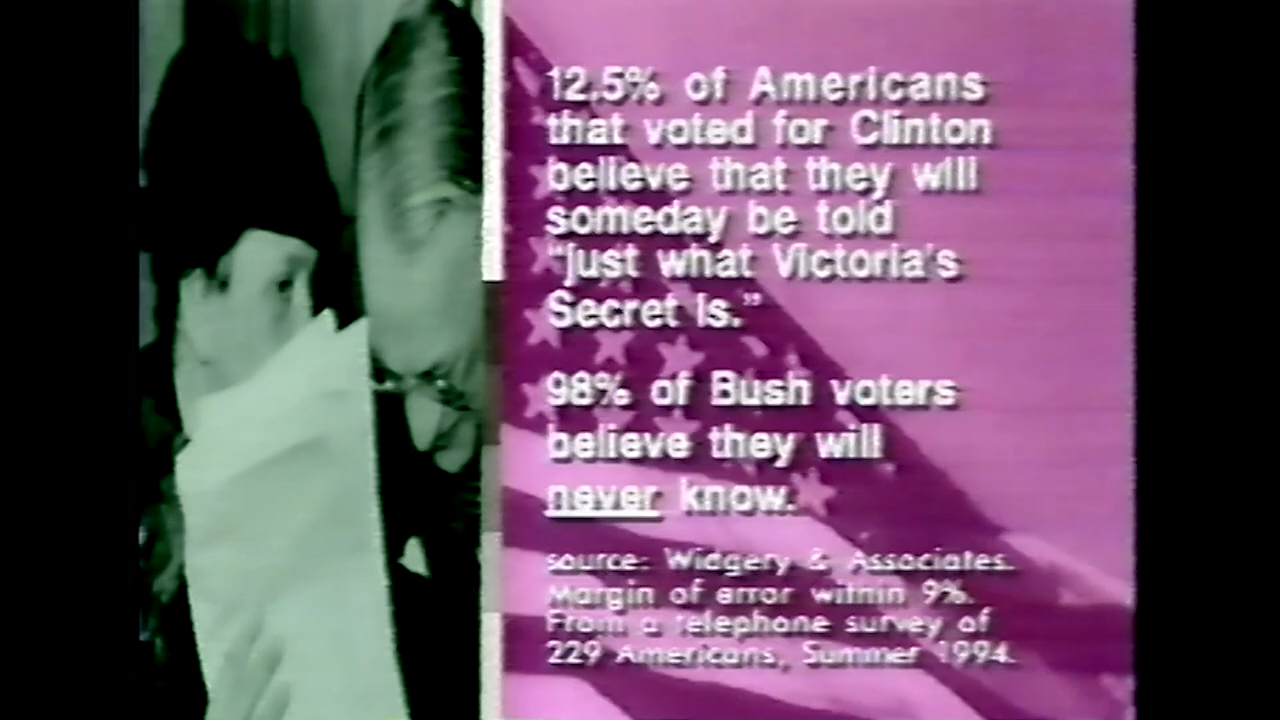 12.5% of Americans
that voted for Clinton
believe that they will
someday be told
"just what Victoria's
Secret is."
98% of Bush voters
believe they will
never know.
source: Widgery & Associates.
Margin of error within 9%.
From a telephone survey of
229 Americans, Summer 1994.